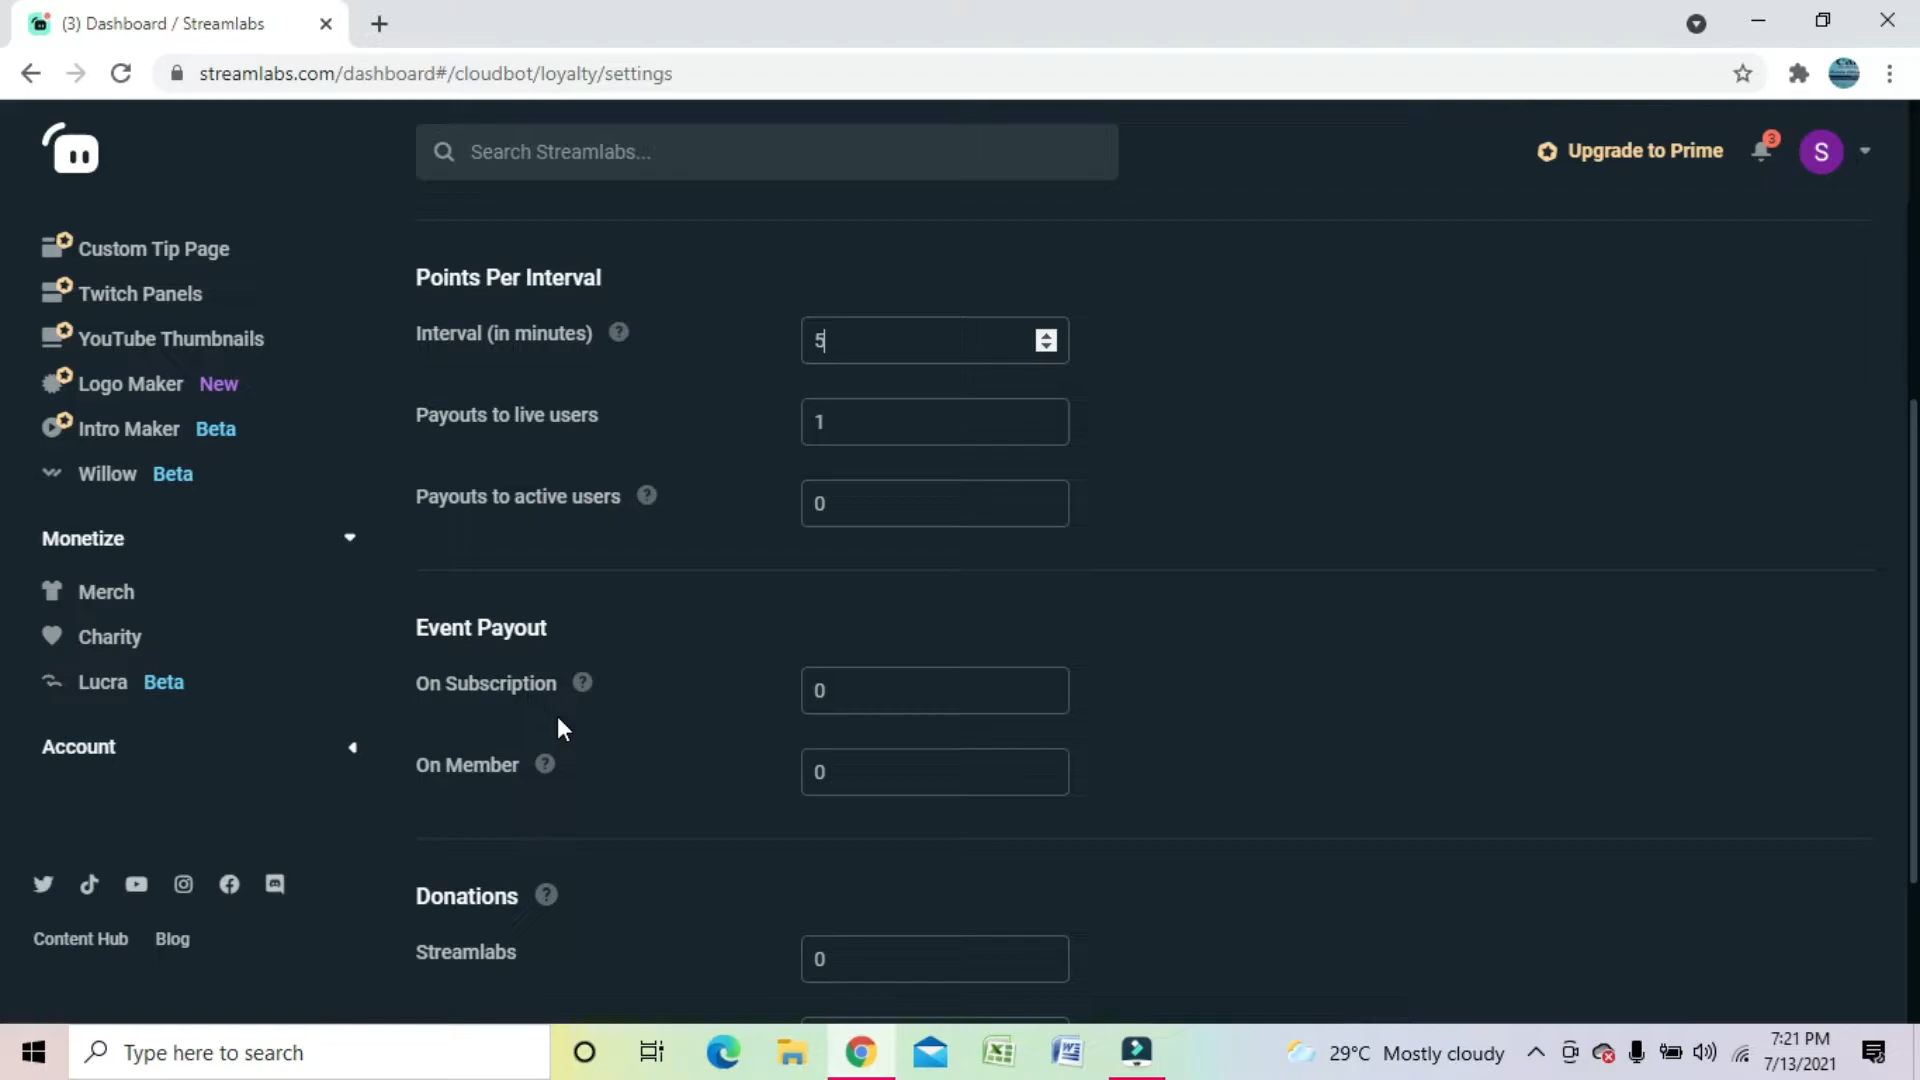 (3) Dashboard / Streamlabs
streamlabs.com/dashboard#/cloudbot/loyalty/settings
Search Streamlabs...
Upgrade to Prime
3
S
Custom Tip Page
Twitch Panels
YouTube Thumbnails
Logo Maker New
Intro Maker Beta
Willow Beta
Monetize
Merch
Charity
Lucra Beta
Account
Content Hub Blog
Points Per Interval
Interval (in minutes) ?
5
Payouts to live users
1
Payouts to active users ?
0
Event Payout
On Subscription ?
0
On Member ?
0
Donations ?
Streamlabs
0
Type here to search
29°C Mostly cloudy
7:21 PM
7/13/2021